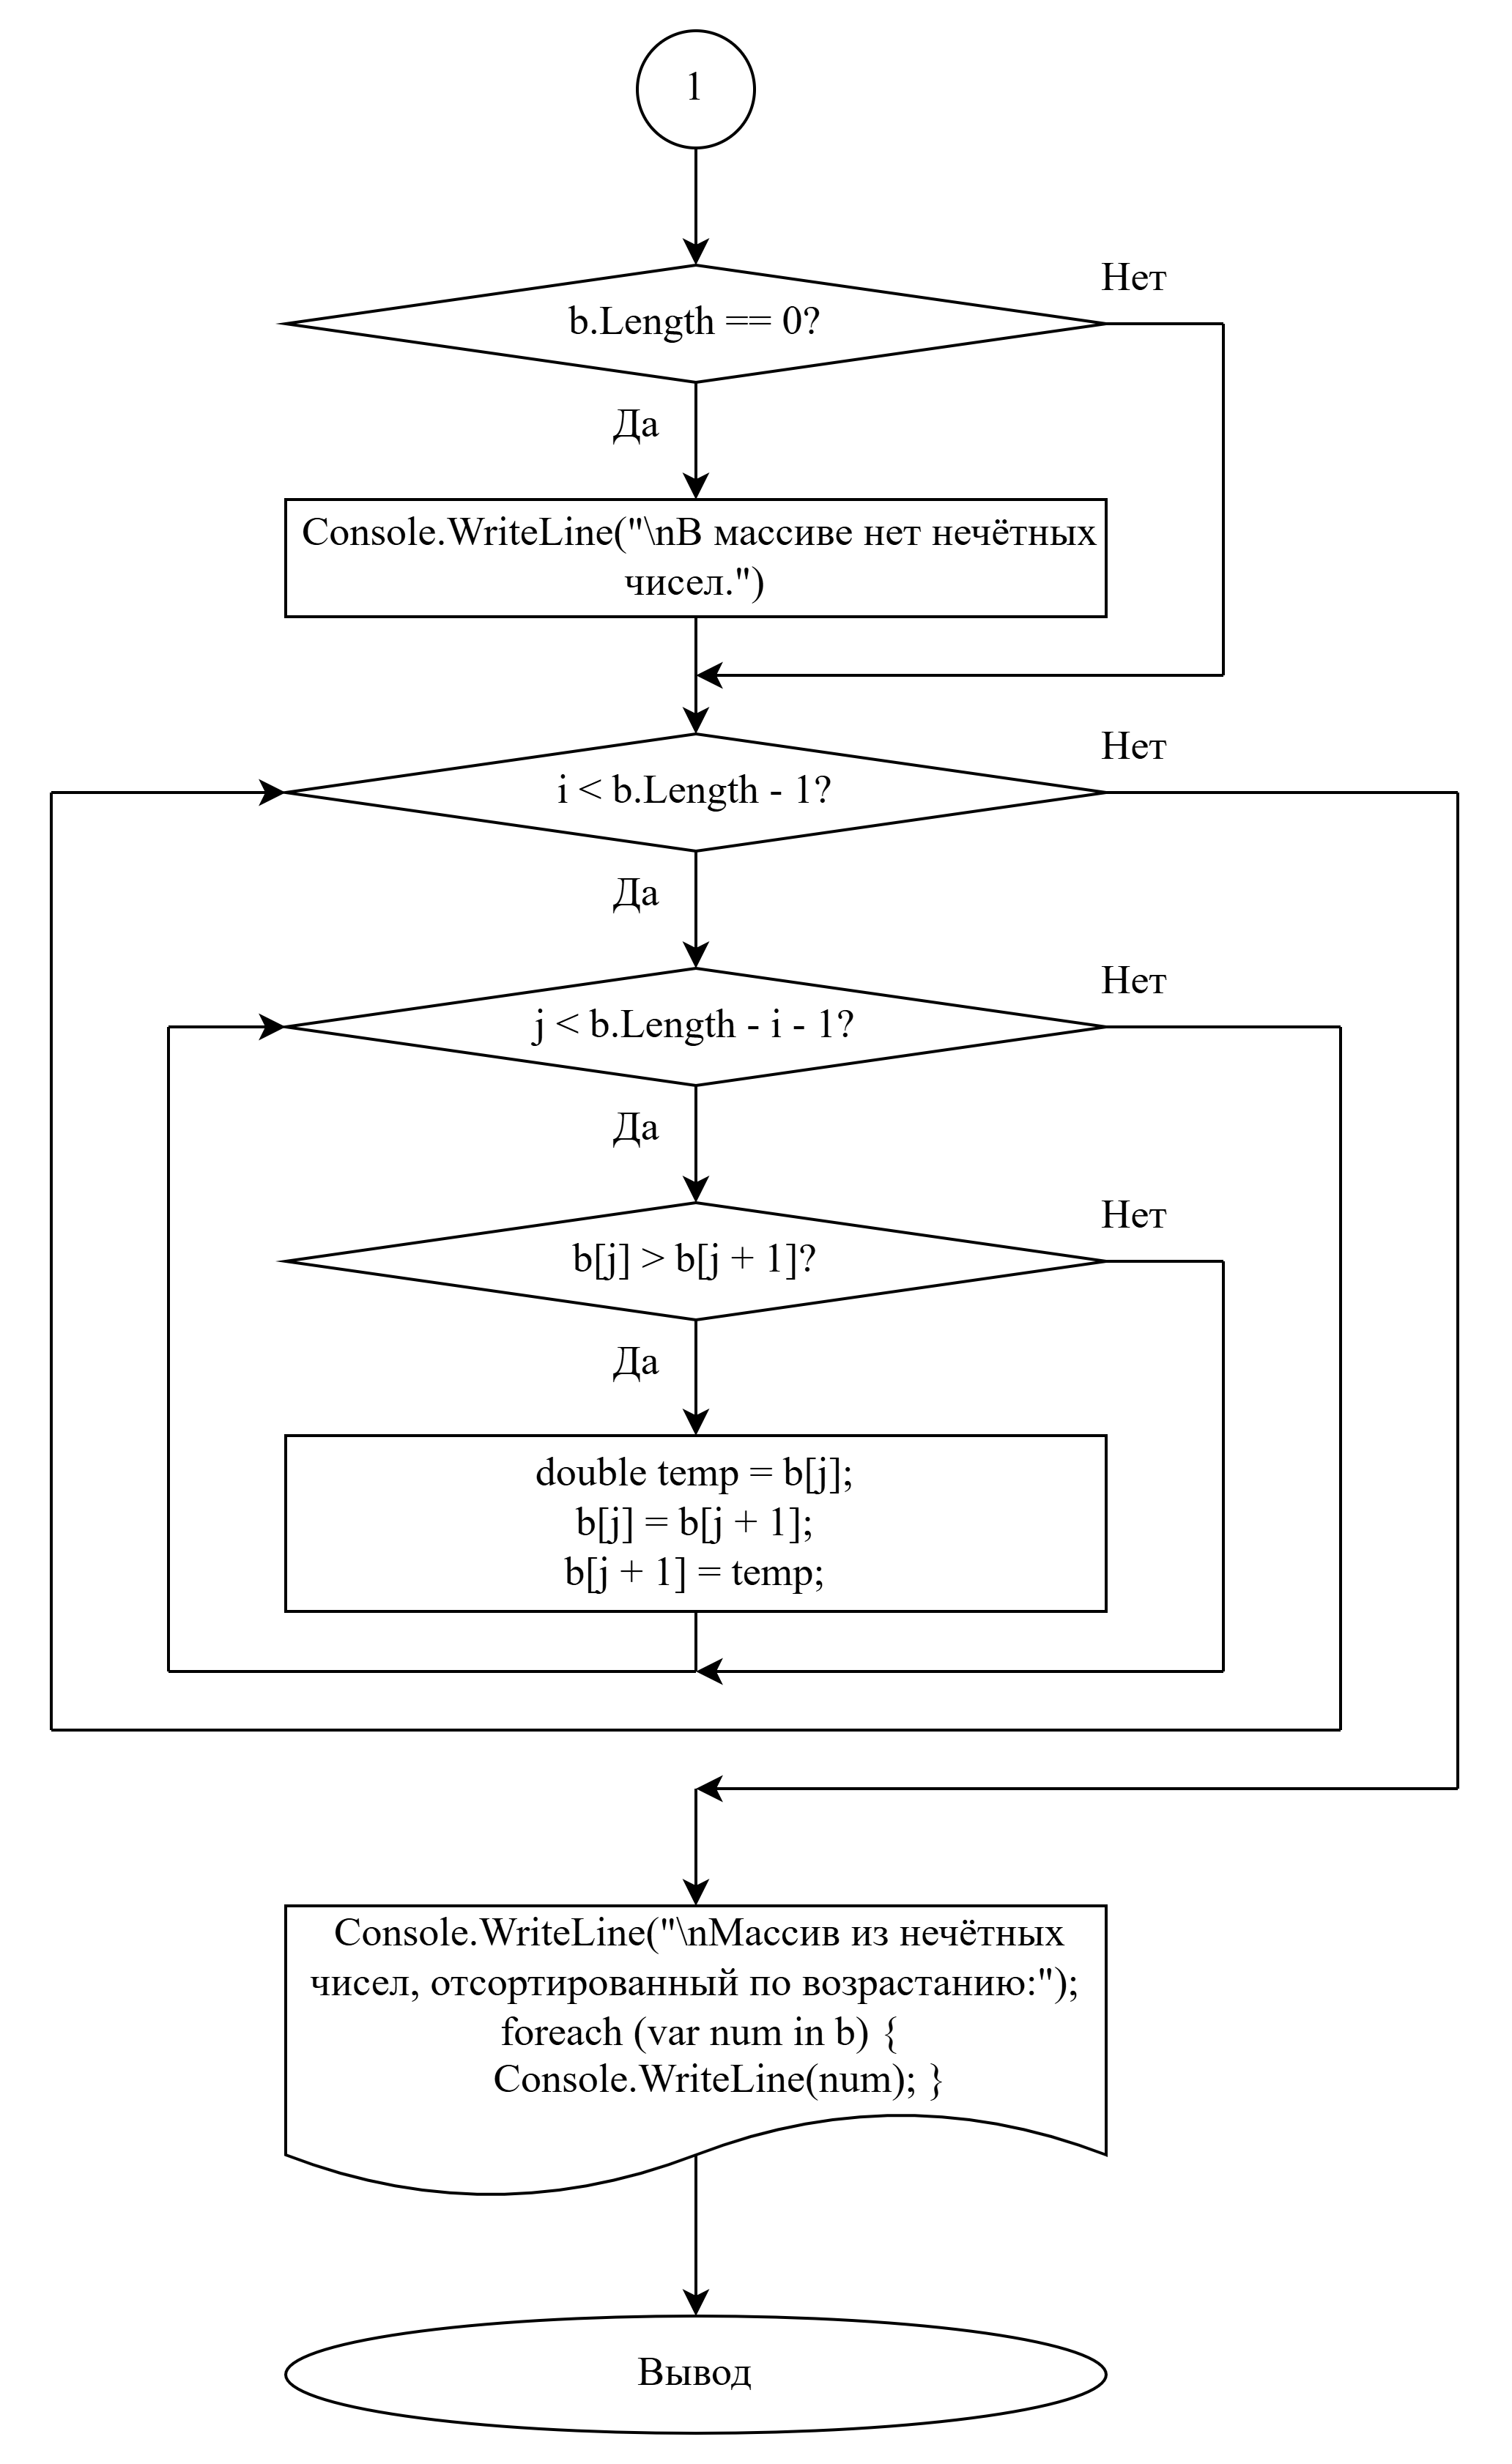 1
b.Length == 0?
Нет
Да
Console.WriteLine("\nВ массиве нет нечётных
чисел.")
i < b.Length - 1?
Нет
Да
j < b.Length - i - 1?
Нет
Да
b[j] > b[j + 1]?
Нет
Да
double temp = b[j];
b[j] = b[j + 1];
b[j + 1] = temp;
Console.WriteLine("\nМассив из нечётных
чисел, отсортированный по возрастанию:");
foreach (var num in b) {
Console.WriteLine(num); }
Вывод